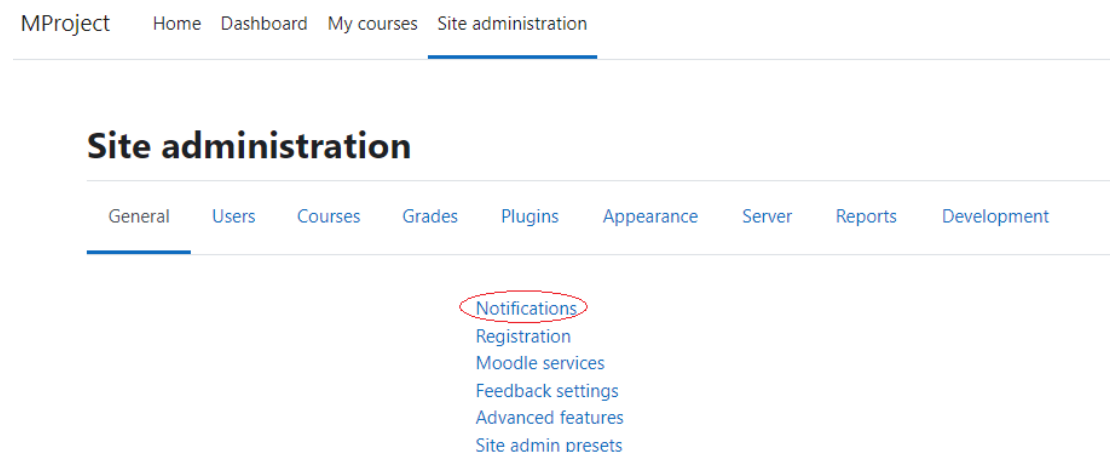 MProject Home Dashboard My courses Site administration
Site administration
General Users Courses Grades Plugins Appearance Server Reports Development
Notifications
Registration
Moodle services
Feedback settings
Advanced features
Site admin presets